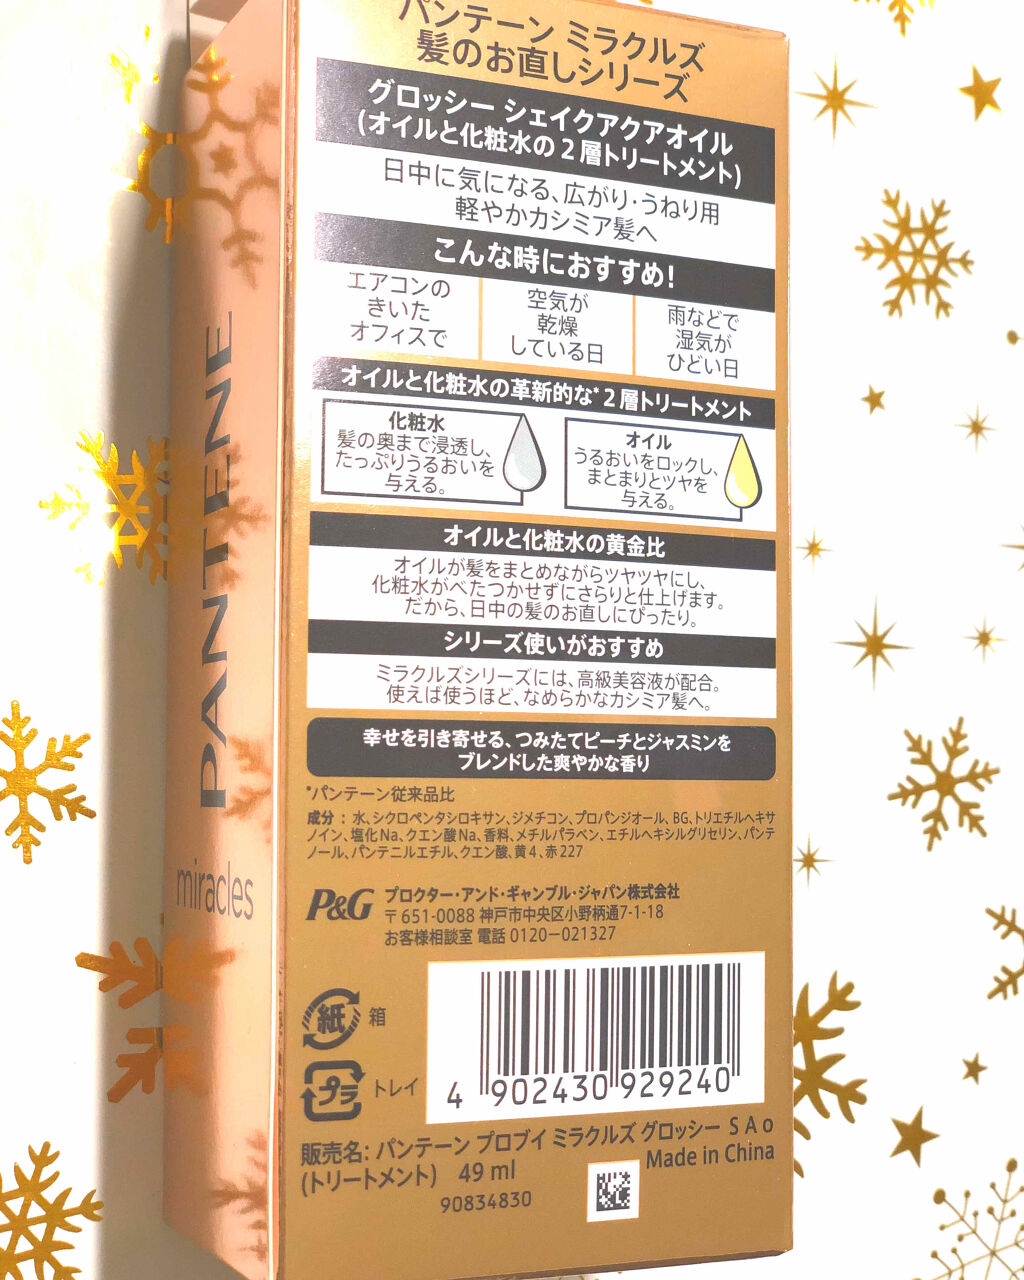 パンテーン ミラクルズ
髪のお直しシリーズ
グロッシー シェイクアクアオイル
(オイルと化粧水の2層トリートメント)
日中に気になる、広がり・うねり用
軽やかカシミア髪へ
こんな時におすすめ!
エアコンの
きいた
オフィスで
空気が
乾燥
している日
雨などで
湿気が
ひどい日
オイルと化粧水の革新的な*2層トリートメント
化粧水
髪の奥まで浸透し、
たっぷりうるおいを
与える。
オイル
うるおいをロックし、
まとまりとツヤを
与える。
オイルと化粧水の黄金比
オイルが髪をまとめながらツヤツヤにし、
化粧水がべたつかせずにさらりと仕上げます。
だから、日中の髪のお直しにぴったり。
シリーズ使いがおすすめ
ミラクルズシリーズには、高級美容液が配合。
使えば使うほど、なめらかなカシミア髪へ。
幸せを引き寄せる、つみたてピーチとジャスミンを
ブレンドした爽やかな香り
*パンテーン従来品比
成分：水、シクロペンタシロキサン、ジメチコン、プロパンジオール、BG、トリエチルヘキサ
ノイン、塩化Na、クエン酸Na、香料、メチルパラベン、エチルヘキシルグリセリン、パンテ
ノール、パンテニルエチル、クエン酸、黄4、赤227
P&G
プロクター・アンド・ギャンブル・ジャパン株式会社
〒651-0088 神戸市中央区小野柄通7-1-18
お客様相談室 電話 0120-021327
紙 箱
プラ トレイ
4 902430 929240
販売名: パンテーン プロブイ ミラクルズ グロッシー S A o
(トリートメント) 49 ml
Made in China
90834830
PANTENE
miracles